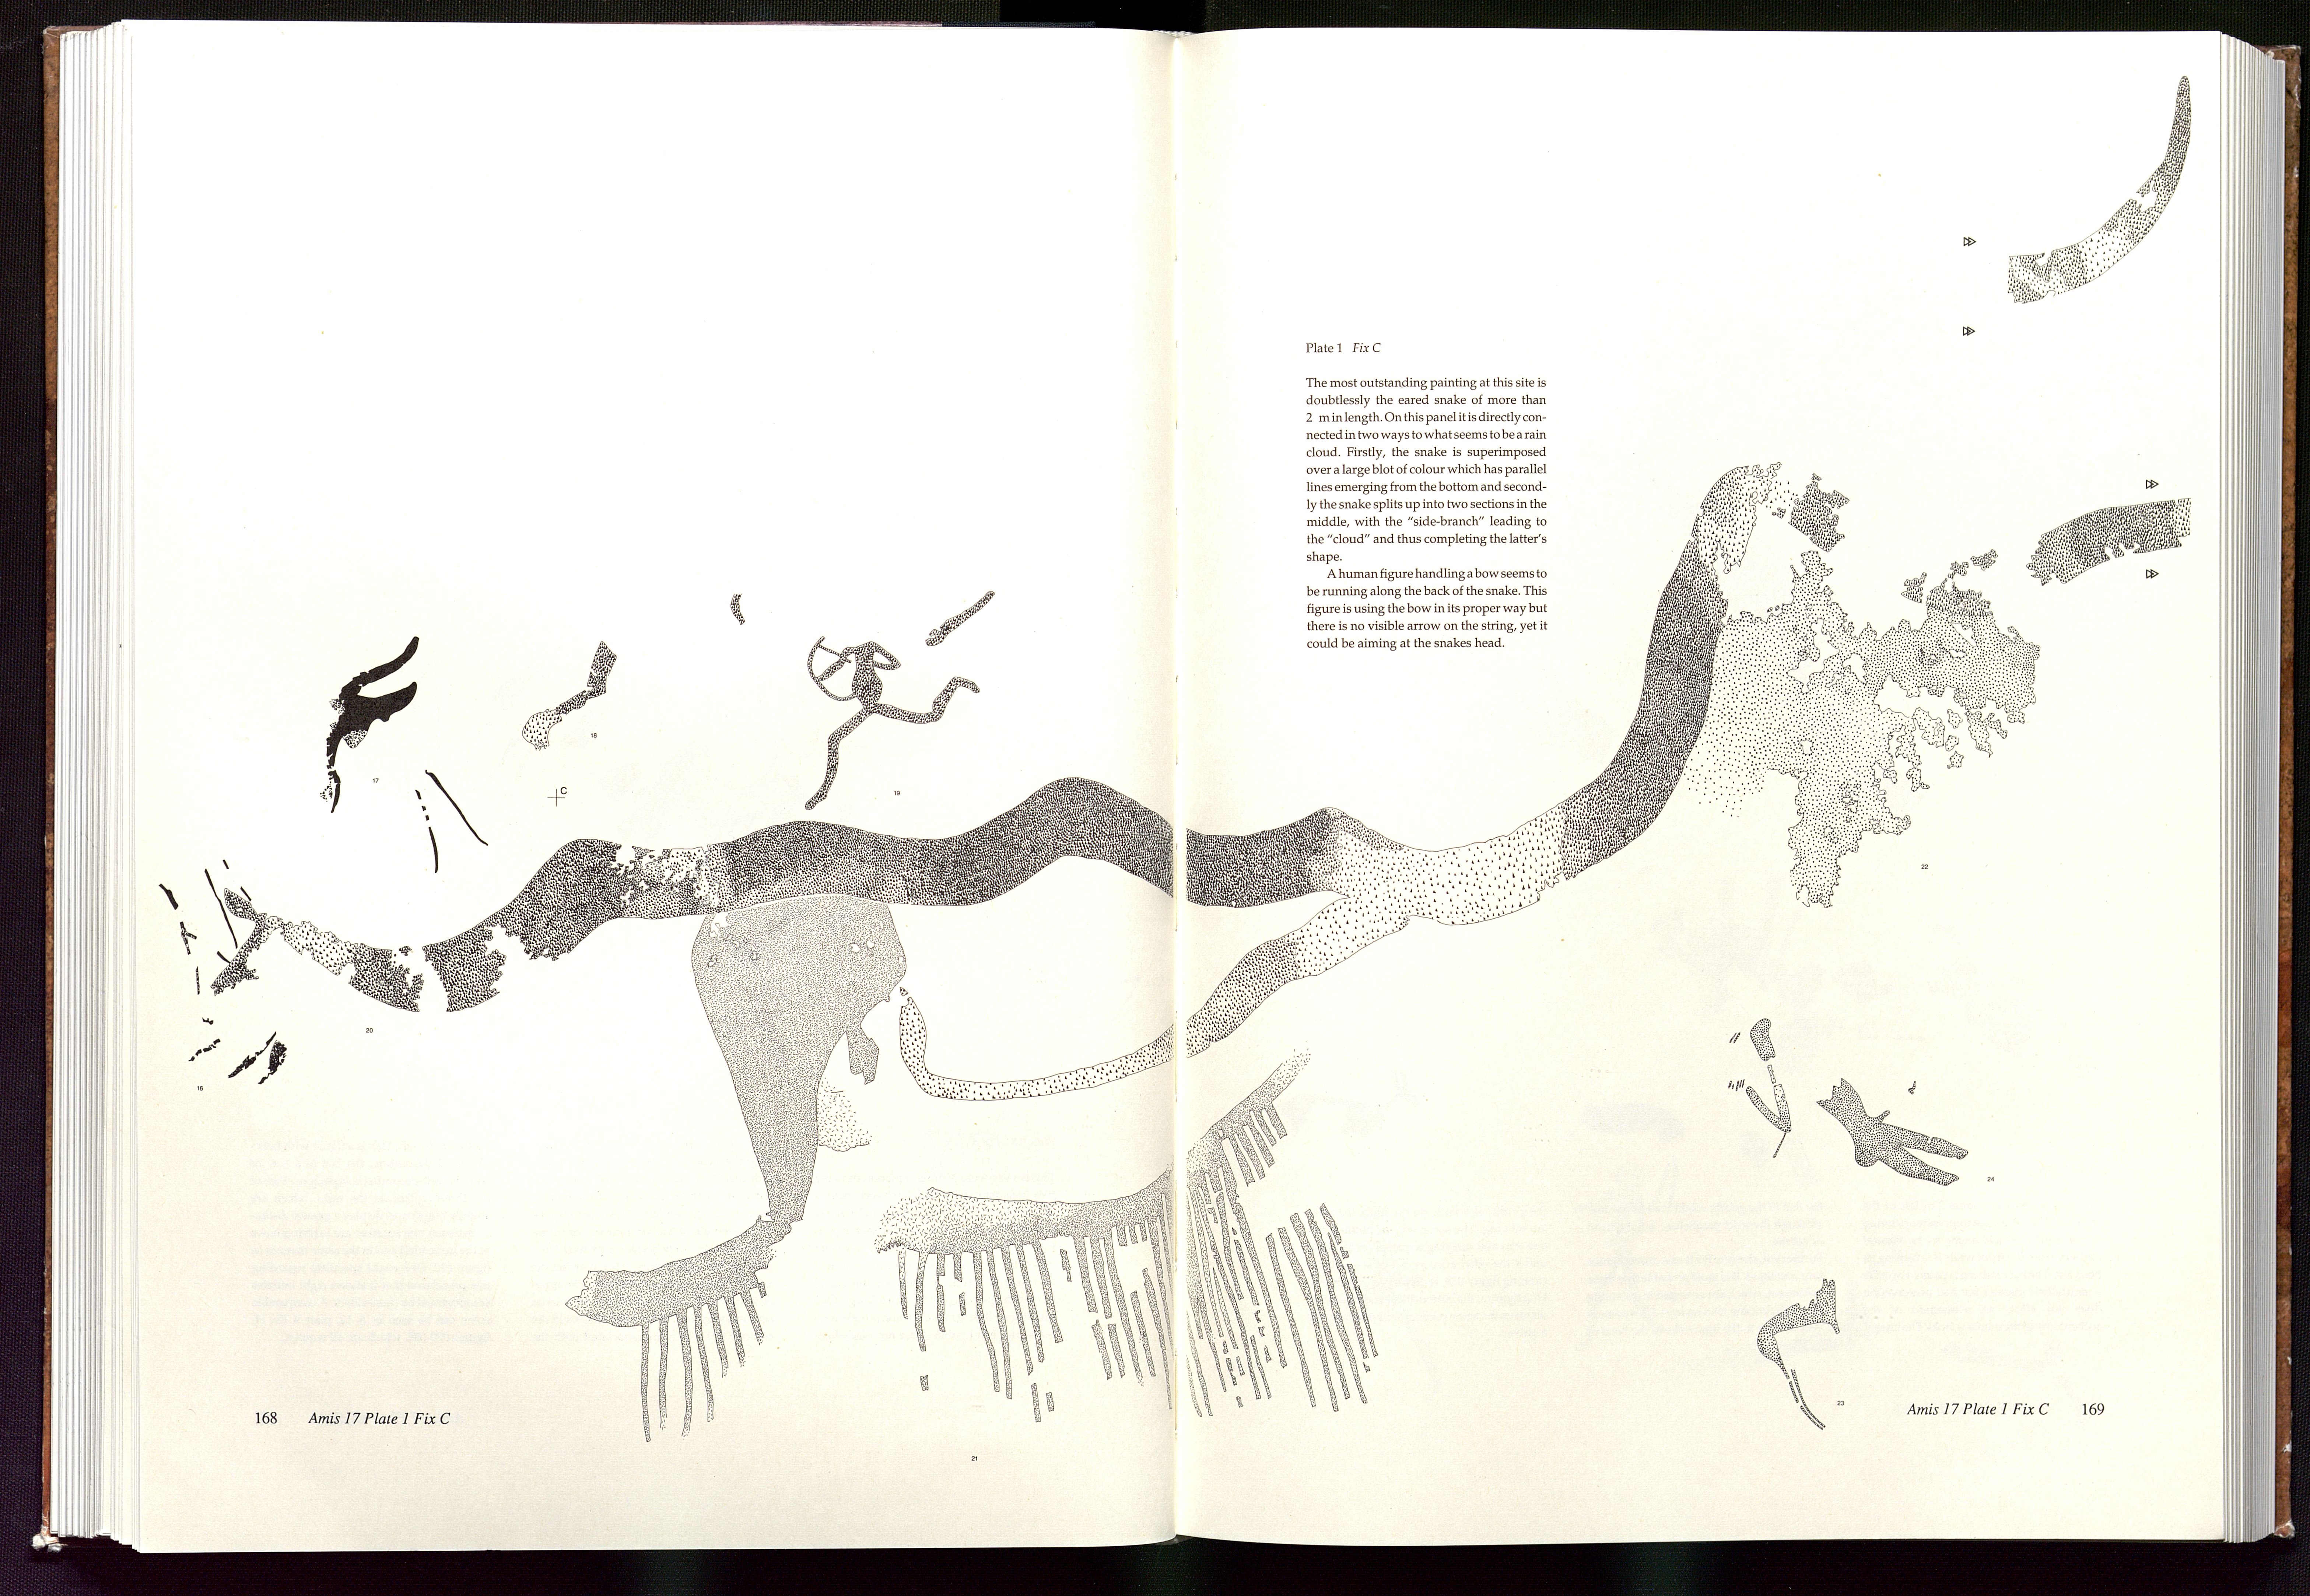 Plate 1 Fix C
The most outstanding painting at this site is
doubtlessly the eared snake of more than
2 m in length. On this panel it is directly con-
nected in two ways to what seems to be a rain
cloud. Firstly, the snake is superimposed
over a large blot of colour which has parallel
lines emerging from the bottom and second-
ly the snake splits up into two sections in the
middle, with the “side-branch” leading to
the “cloud” and thus completing the latter’s
shape.
A human figure handling a bow seems to
be running along the back of the snake. This
figure is using the bow in its proper way but
there is no visible arrow on the string, yet it
could be aiming at the snakes head.
18
17
C
19
22
20
16
24
23
168 Amis 17 Plate 1 Fix C
Amis 17 Plate 1 Fix C 169
21